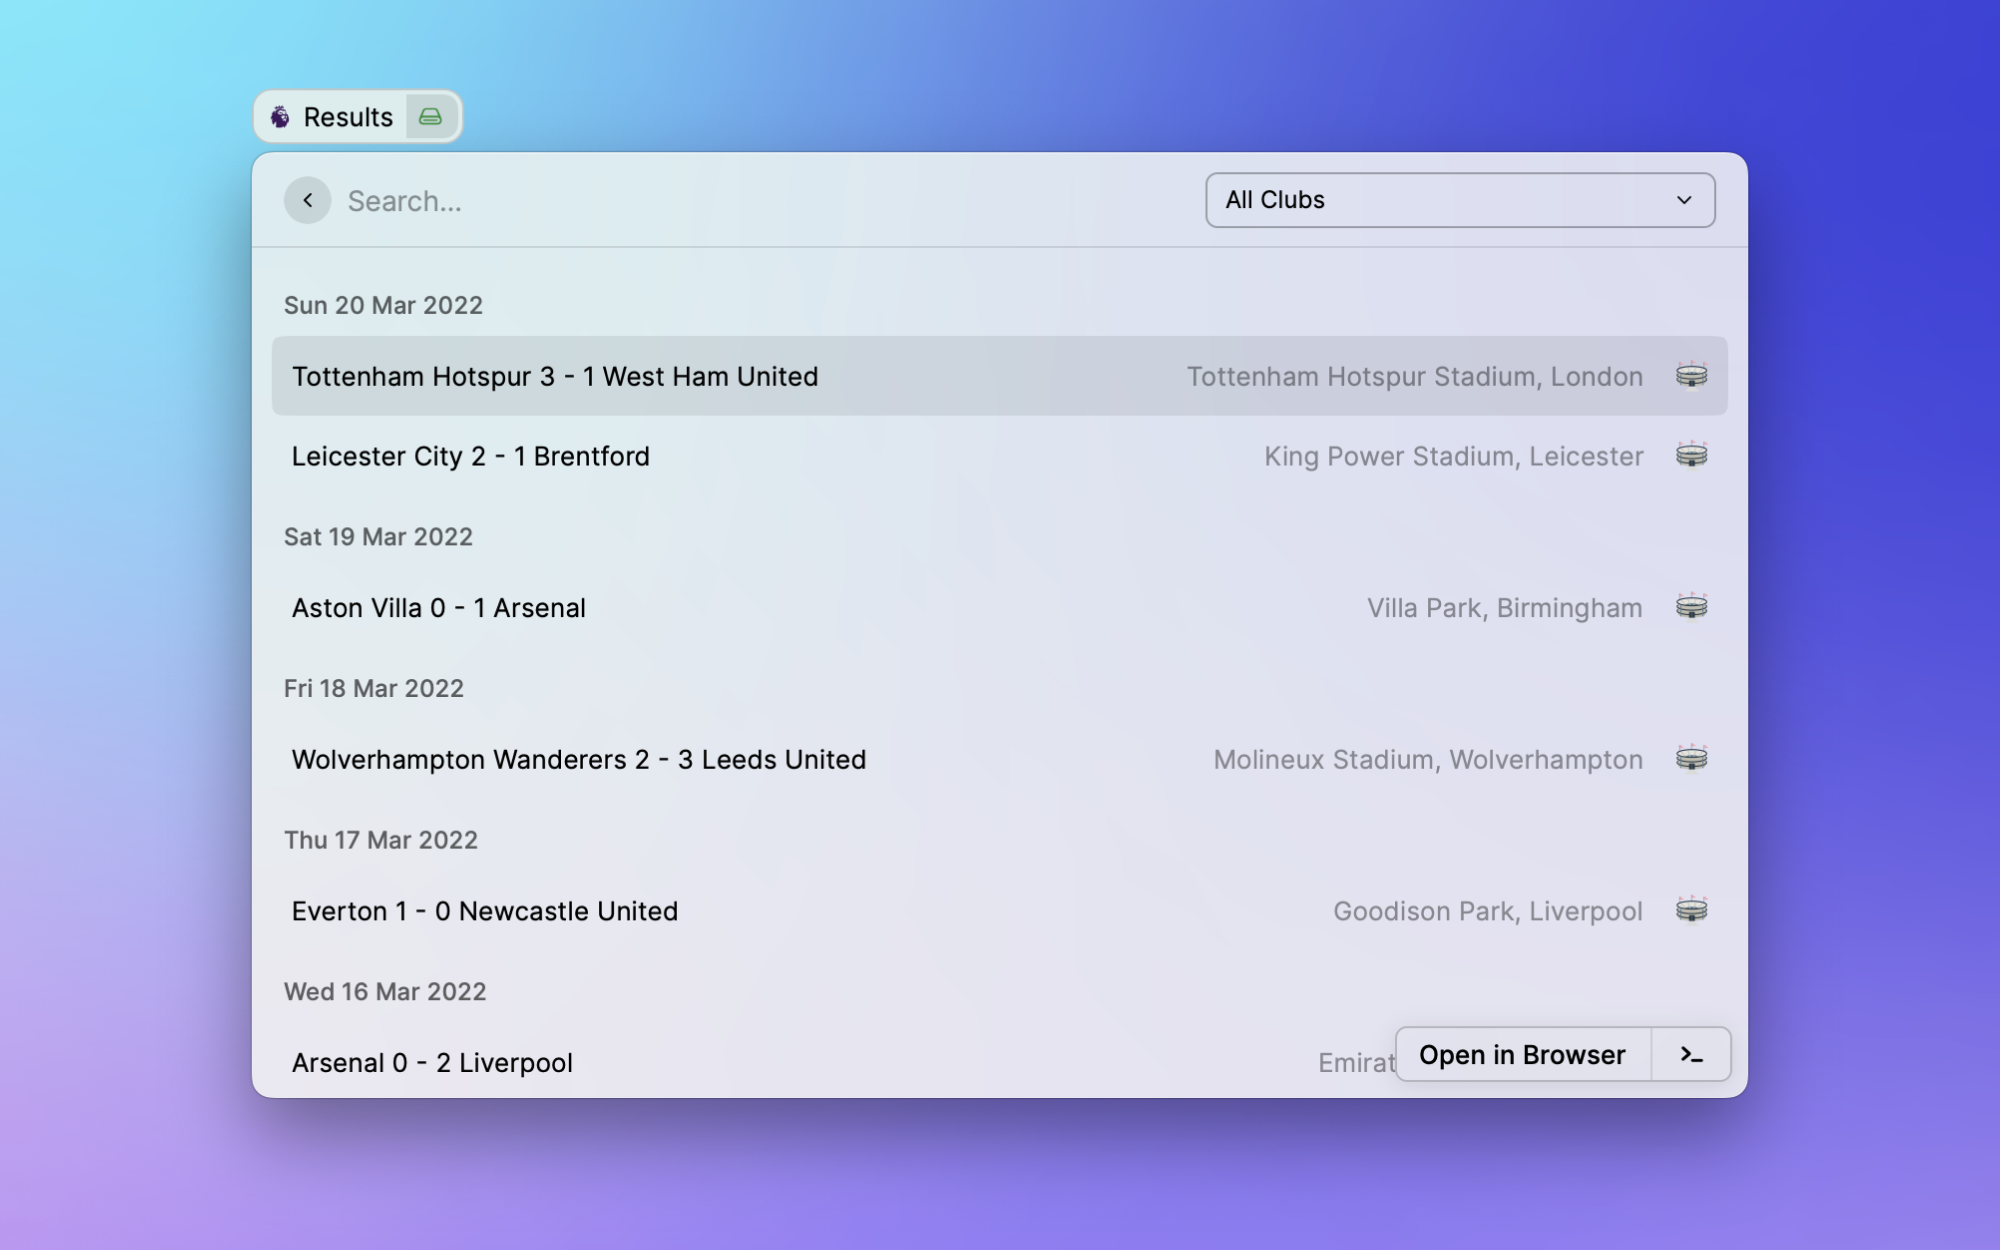 Results
Search...
All Clubs
Sun 20 Mar 2022
Tottenham Hotspur 3 - 1 West Ham United Tottenham Hotspur Stadium, London
Leicester City 2 - 1 Brentford King Power Stadium, Leicester
Sat 19 Mar 2022
Aston Villa 0 - 1 Arsenal Villa Park, Birmingham
Fri 18 Mar 2022
Wolverhampton Wanderers 2 - 3 Leeds United Molineux Stadium, Wolverhampton
Thu 17 Mar 2022
Everton 1 - 0 Newcastle United Goodison Park, Liverpool
Wed 16 Mar 2022
Arsenal 0 - 2 Liverpool Emirat
Open in Browser